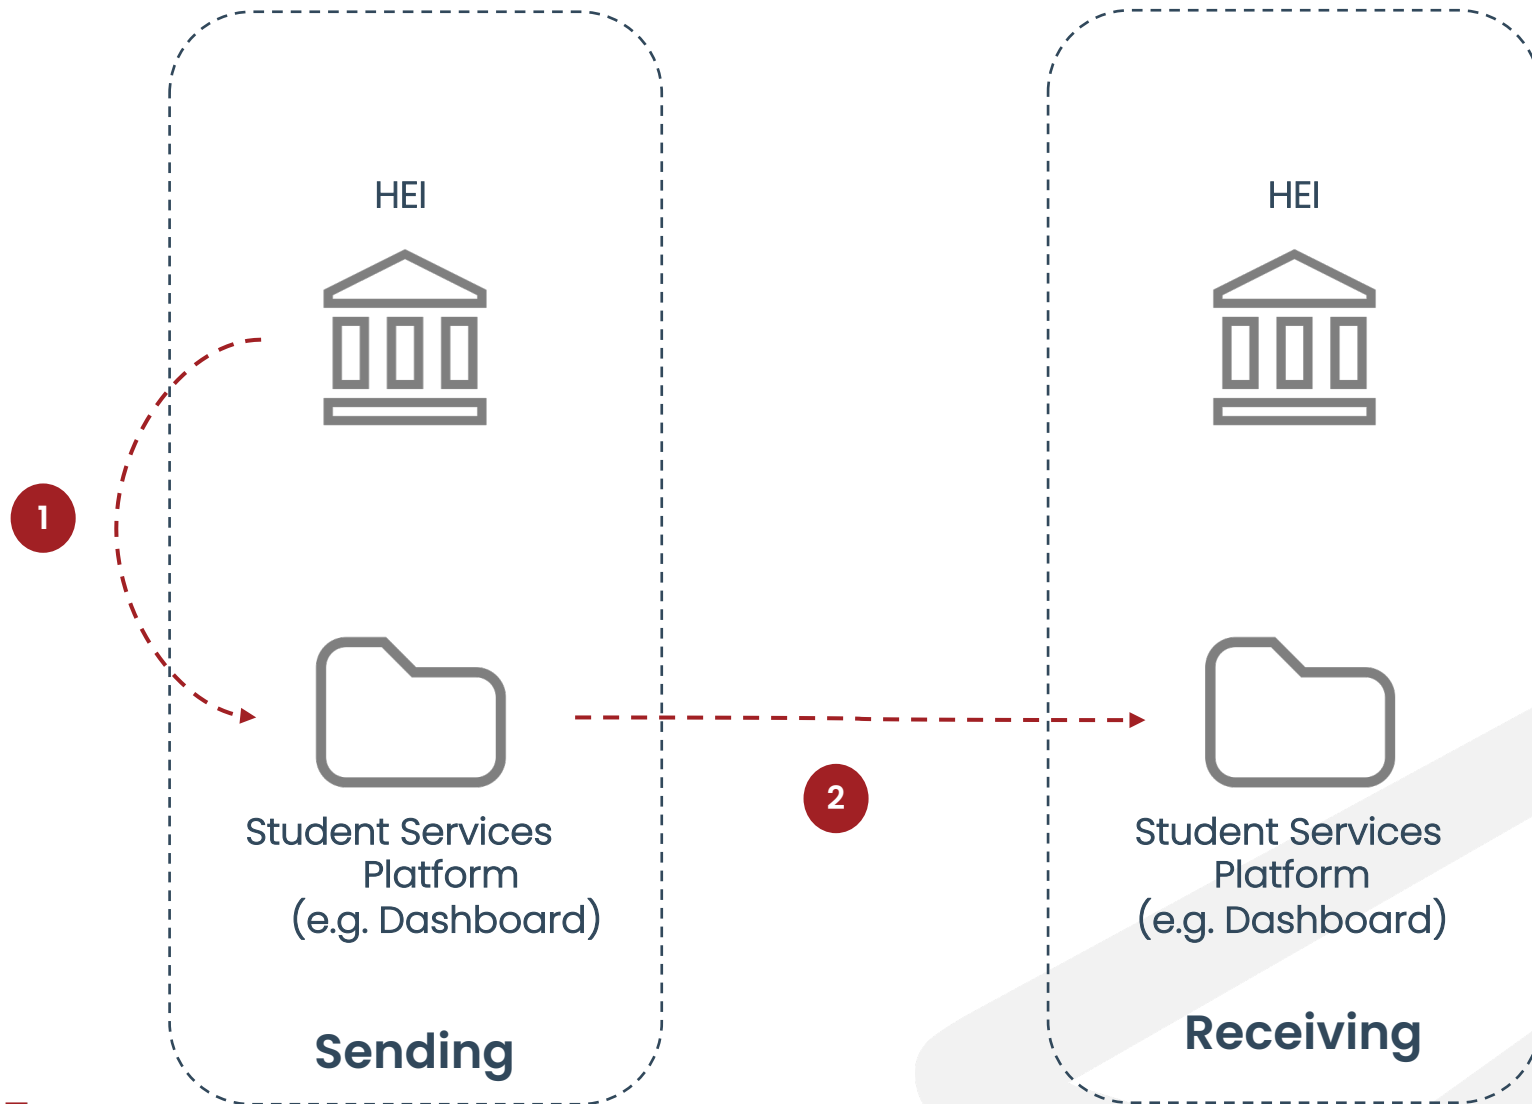 HEI
HEI
1
2
Student Services
Platform
(e.g. Dashboard)
Student Services
Platform
(e.g. Dashboard)
Sending
Receiving